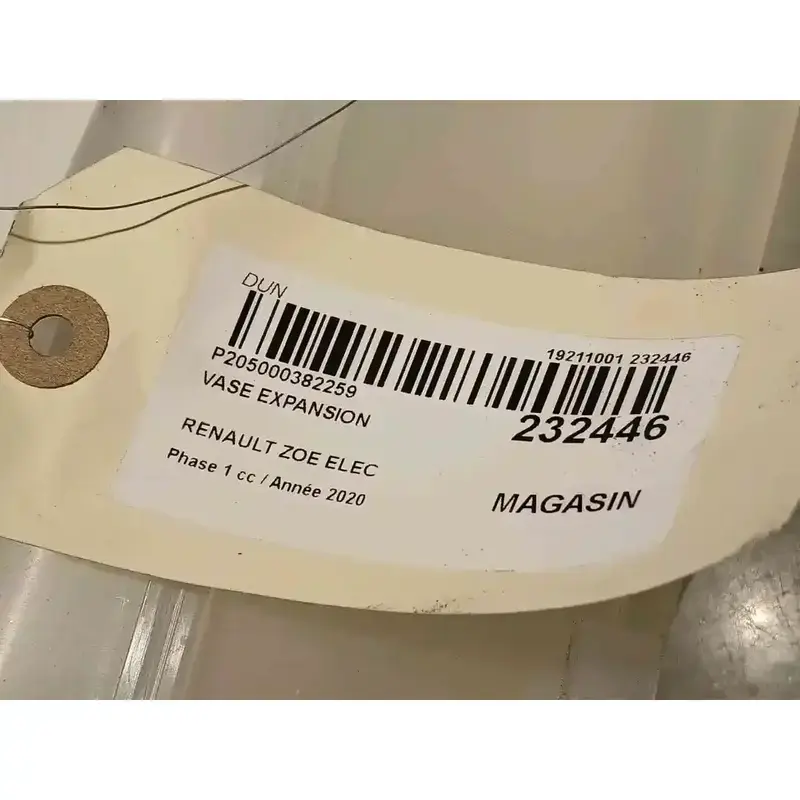 DUN
19211001 232446
P205000382259
VASE EXPANSION
232446
RENAULT ZOE ELEC
Phase 1 cc / Année 2020
MAGASIN